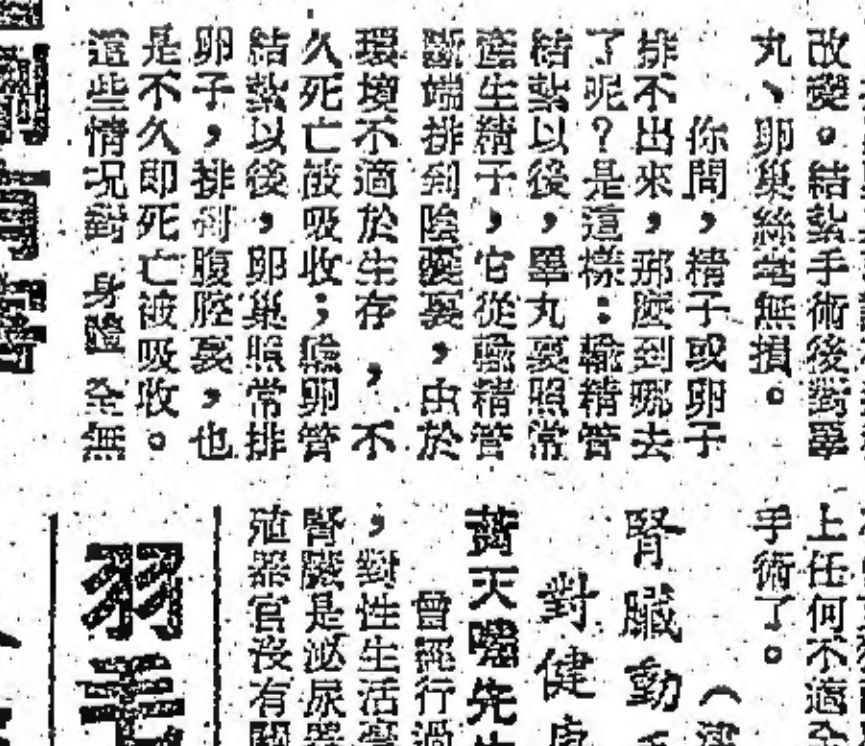 改變。結紮手術後對睪
丸、卵巢絲毫無損。
你問，精子或卵子
排不出來，那麼到哪去
了呢？是這樣：輸精管
結紮以後，睪丸裏照常
產生精子，它從輸精管
斷端排到陰囊裏，由於
環境不適於生存，不
久死亡被吸收；輸卵管
結紮以後，卵巢照常排
卵子，排到腹腔裏，也
是不久即死亡被吸收。
這些情况對身體全無
上任何不適
手術了。
腎臟動
對健
天 先
曾經行過
，對性生活
腎臟是泌尿器
殖器官沒有關
羽毛